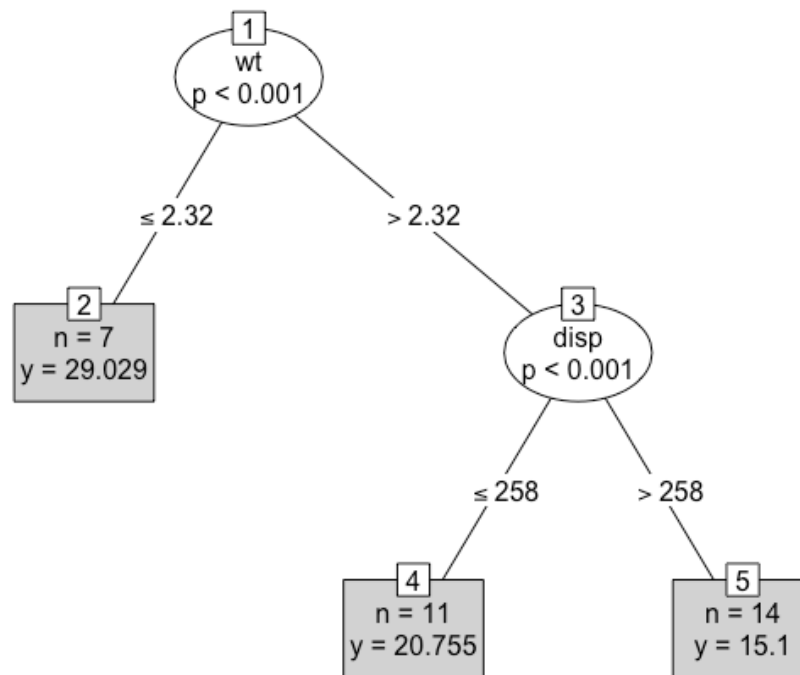 1
wt
p < 0.001
≤ 2.32
> 2.32
2
n = 7
y = 29.029
3
disp
p < 0.001
≤ 258
> 258
4
n = 11
y = 20.755
5
n = 14
y = 15.1